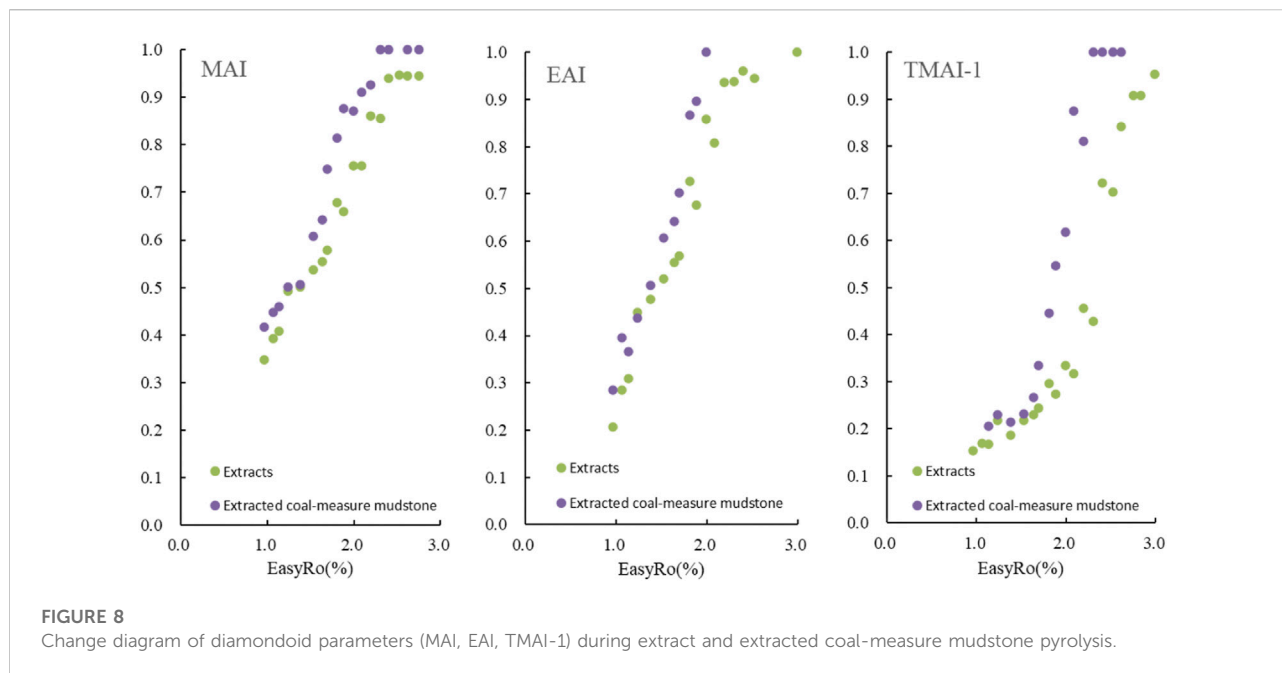 MAI
1.0
0.9
0.8
0.7
0.6
0.5
0.4
0.3
0.2
0.1
0.0
0.0 1.0 2.0 3.0
EasyRo(%)
Extracts
Extracted coal-measure mudstone
EAI
1.0
0.9
0.8
0.7
0.6
0.5
0.4
0.3
0.2
0.1
0.0
0.0 1.0 2.0 3.0
EasyRo(%)
Extracts
Extracted coal-measure mudstone
TMAI-1
1.0
0.9
0.8
0.7
0.6
0.5
0.4
0.3
0.2
0.1
0.0
0.0 1.0 2.0 3.0
EasyRo(%)
Extracts
Extracted coal-measure mudstone
FIGURE 8
Change diagram of diamondoid parameters (MAI, EAI, TMAI-1) during extract and extracted coal-measure mudstone pyrolysis.